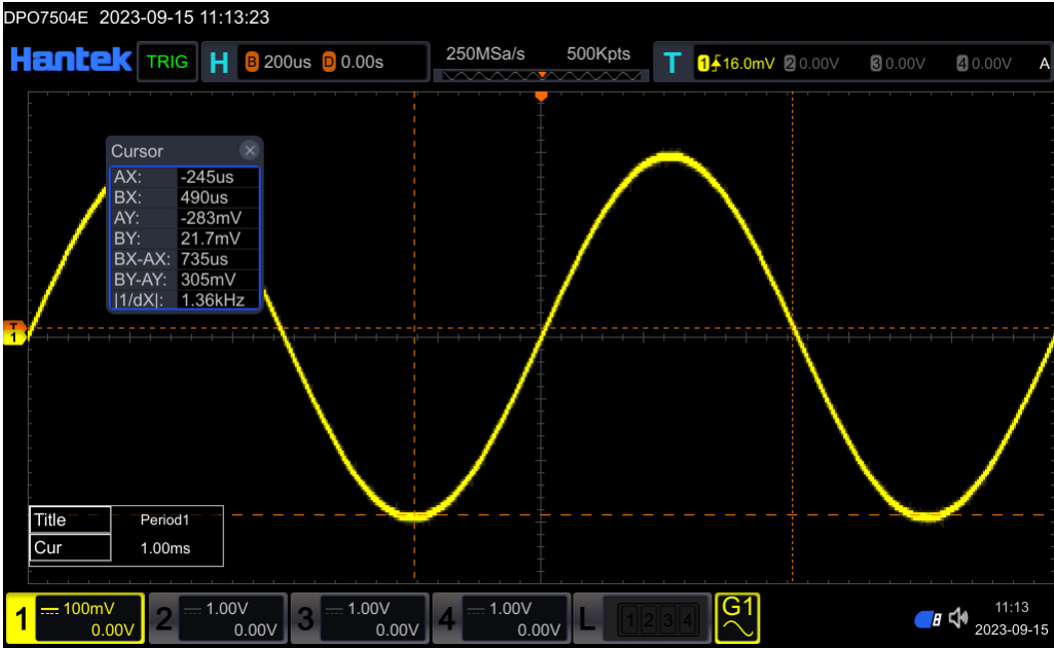 DPO7504E 2023-09-15 11:13:23
Hantek TRIG H B 200us D 0.00s 250MSa/s 500Kpts T 1 16.0mV 2 0.00V 3 0.00V 4 0.00V A
Cursor
AX: -245us
BX: 490us
AY: -283mV
BY: 21.7mV
BX-AX: 735us
BY-AY: 305mV
|1/dX|: 1.36kHz
T
1
Title Period1
Cur 1.00ms
1 100mV 0.00V 2 1.00V 0.00V 3 1.00V 0.00V 4 1.00V 0.00V L 1 2 3 4 G1
11:13
2023-09-15